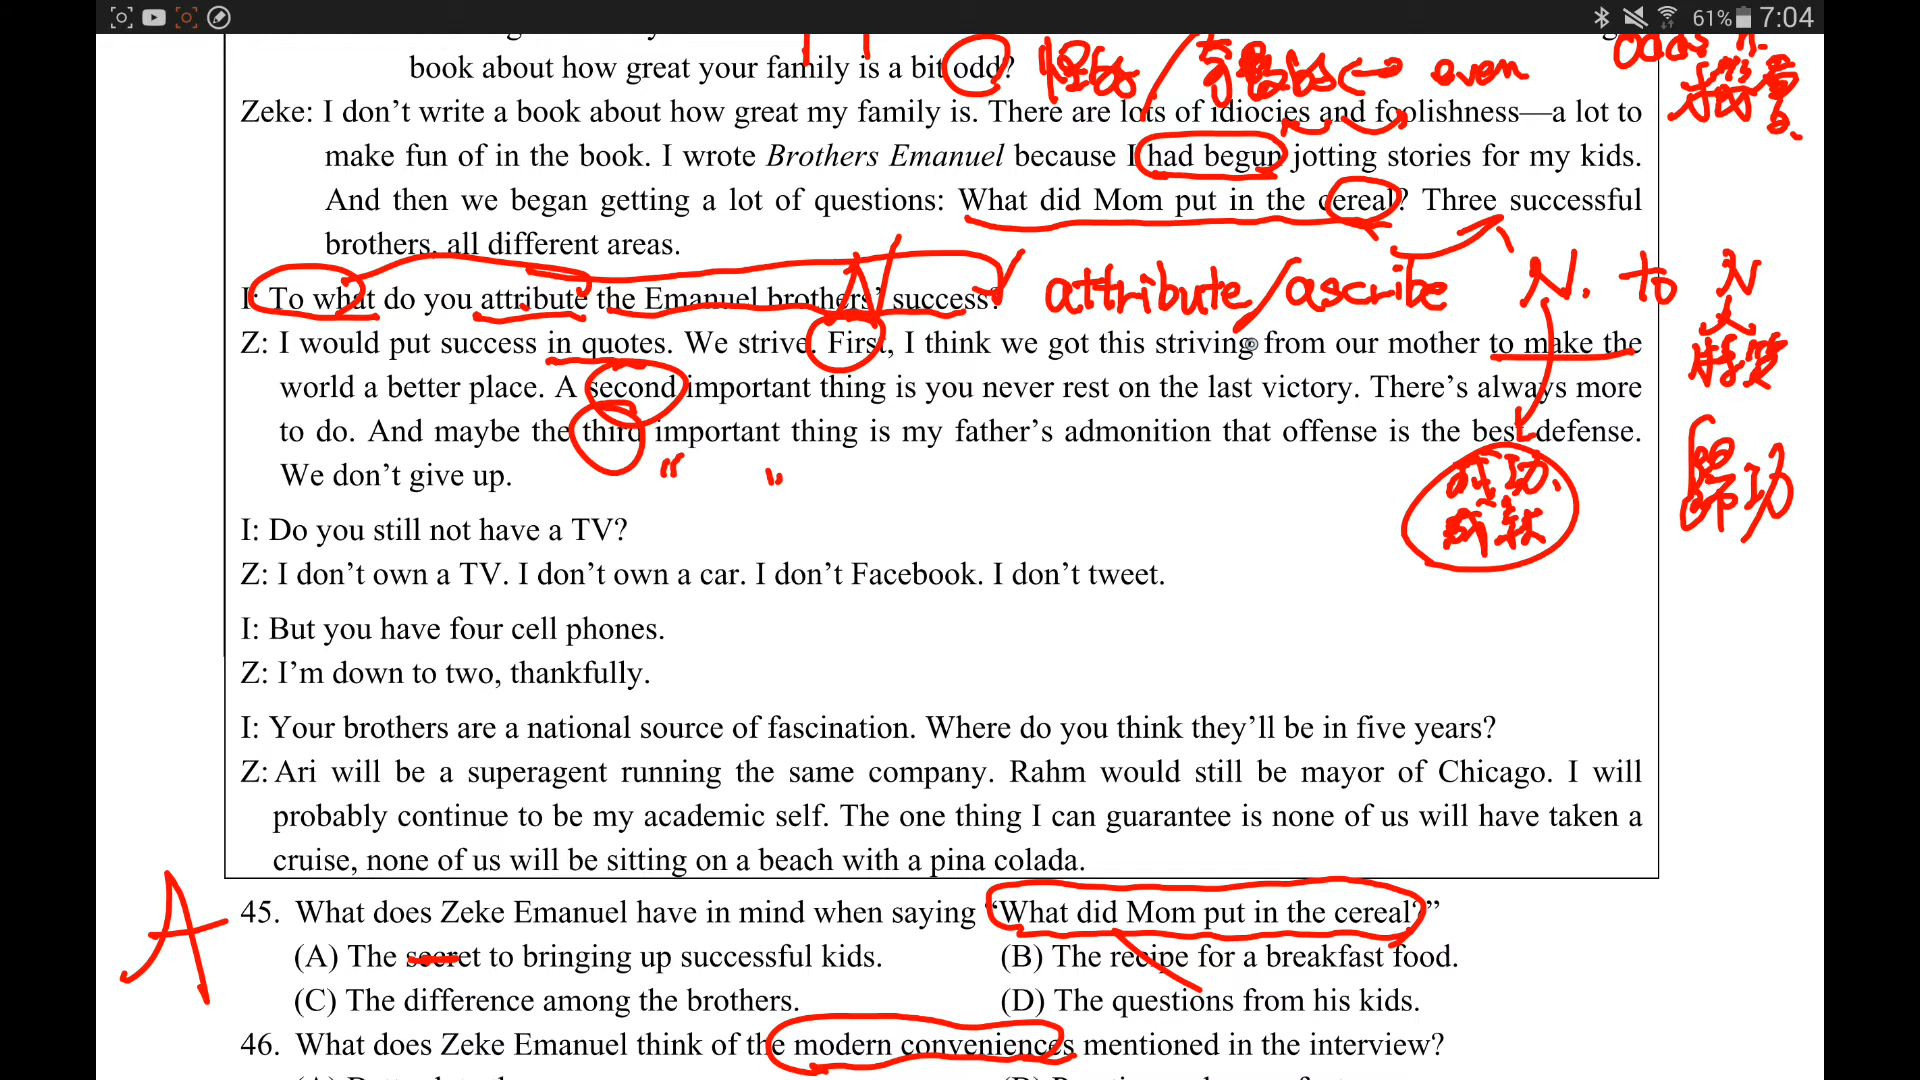 61% 7:04
book about how great your family is a bit odd? 怪的 / 奇數的 ↔ even
odds n.
Zeke: I don't write a book about how great my family is. There are lots of idiocies and foolishness—a lot to
make fun of in the book. I wrote Brothers Emanuel because I had begun jotting stories for my kids.
And then we began getting a lot of questions: What did Mom put in the cereal? Three successful
brothers, all different areas.
I: To what do you attribute the Emanuel brothers' success? attribute/ascribe N. to N
Z: I would put success in quotes. We strive. First, I think we got this striving from our mother to make the
world a better place. A second important thing is you never rest on the last victory. There's always more
to do. And maybe the third important thing is my father's admonition that offense is the best defense.
We don't give up. " "
成功、
歸功
I: Do you still not have a TV?
Z: I don't own a TV. I don't own a car. I don't Facebook. I don't tweet.
I: But you have four cell phones.
Z: I'm down to two, thankfully.
I: Your brothers are a national source of fascination. Where do you think they'll be in five years?
Z: Ari will be a superagent running the same company. Rahm would still be mayor of Chicago. I will
probably continue to be my academic self. The one thing I can guarantee is none of us will have taken a
cruise, none of us will be sitting on a beach with a pina colada.
A 45. What does Zeke Emanuel have in mind when saying "What did Mom put in the cereal?"
(A) The secret to bringing up successful kids. (B) The recipe for a breakfast food.
(C) The difference among the brothers. (D) The questions from his kids.
46. What does Zeke Emanuel think of the modern conveniences mentioned in the interview?